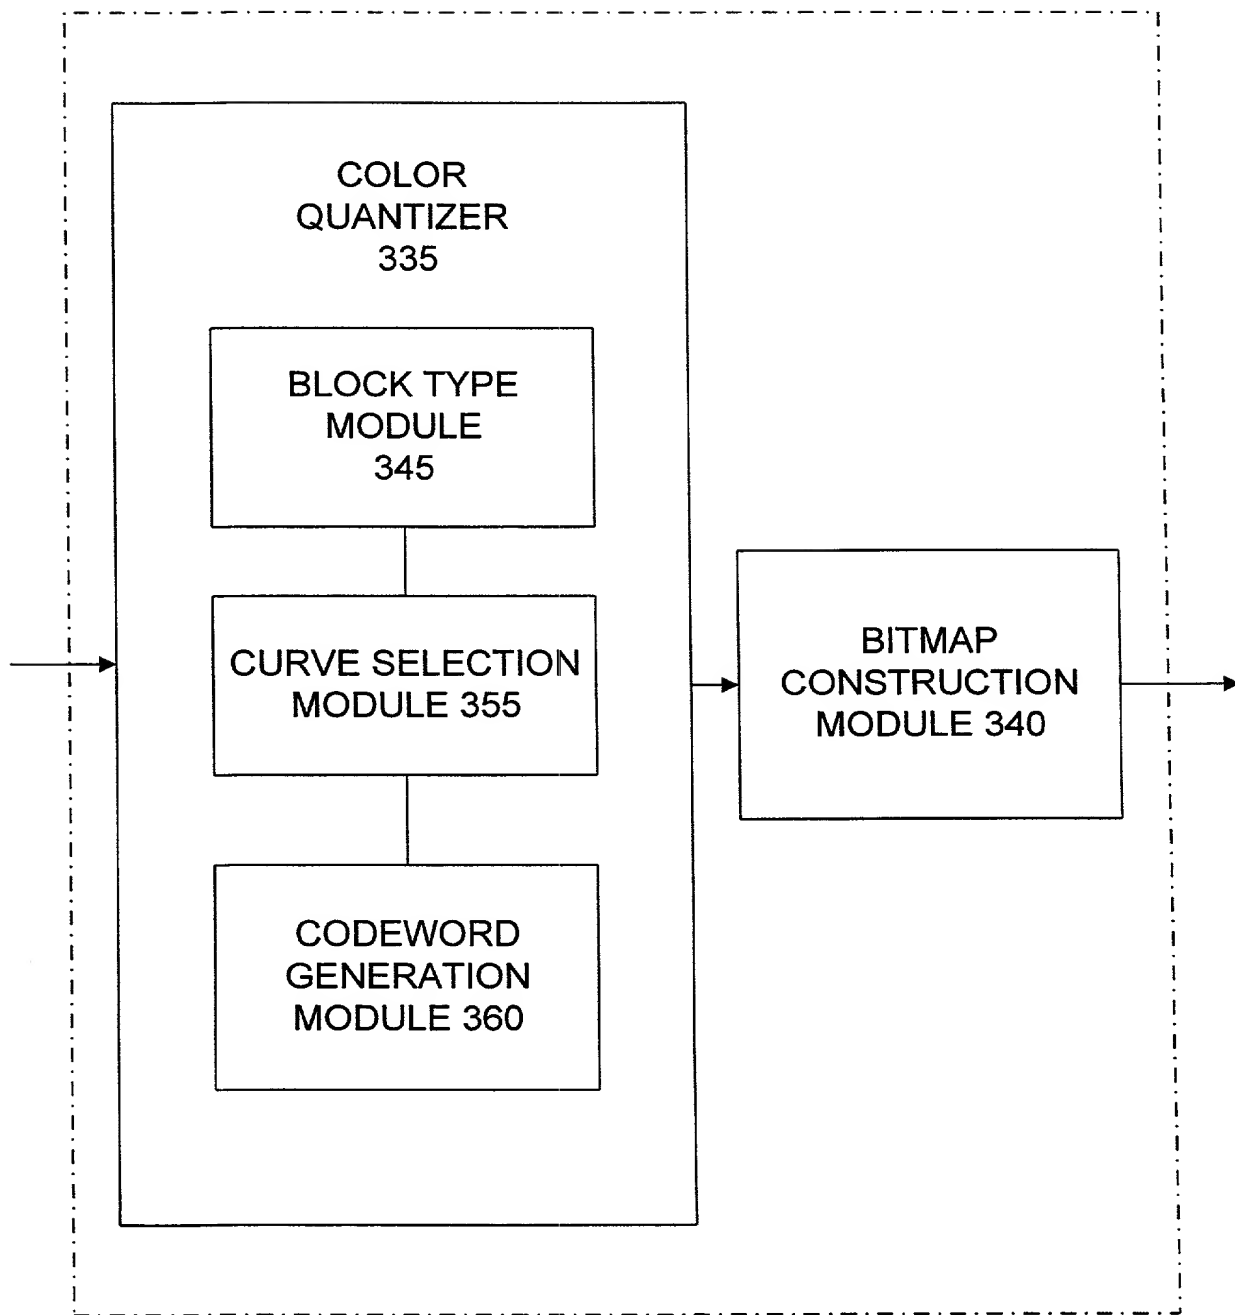 COLOR
QUANTIZER
335
BLOCK TYPE
MODULE
345
CURVE SELECTION
MODULE 355
CODEWORD
GENERATION
MODULE 360
BITMAP
CONSTRUCTION
MODULE 340